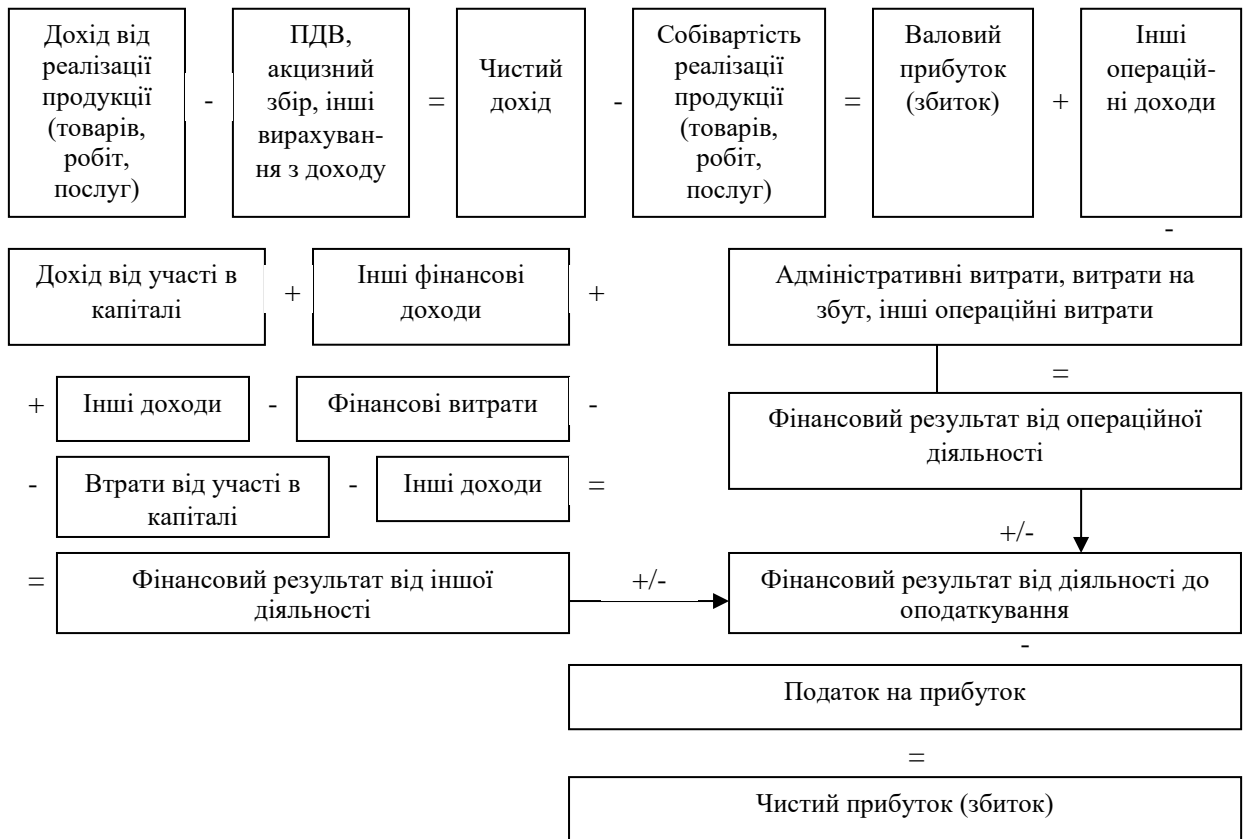 Дохід від
реалізації
продукції
(товарів,
робіт,
послуг)
-
ПДВ,
акцизний
збір, інші
вирахуван-
ня з доходу
=
Чистий
дохід
-
Собівартість
реалізації
продукції
(товарів,
робіт,
послуг)
=
Валовий
прибуток
(збиток)
+
Інші
операцій-
ні доходи
-
Дохід від участі в
капіталі
+
Інші фінансові
доходи
+
Адміністративні витрати, витрати на
збут, інші операційні витрати
=
+
Інші доходи
-
Фінансові витрати
-
Фінансовий результат від операційної
діяльності
-
Втрати від участі в
капіталі
-
Інші доходи
=
+/-
=
Фінансовий результат від іншої
діяльності
+/-
Фінансовий результат від діяльності до
оподаткування
-
Податок на прибуток
=
Чистий прибуток (збиток)